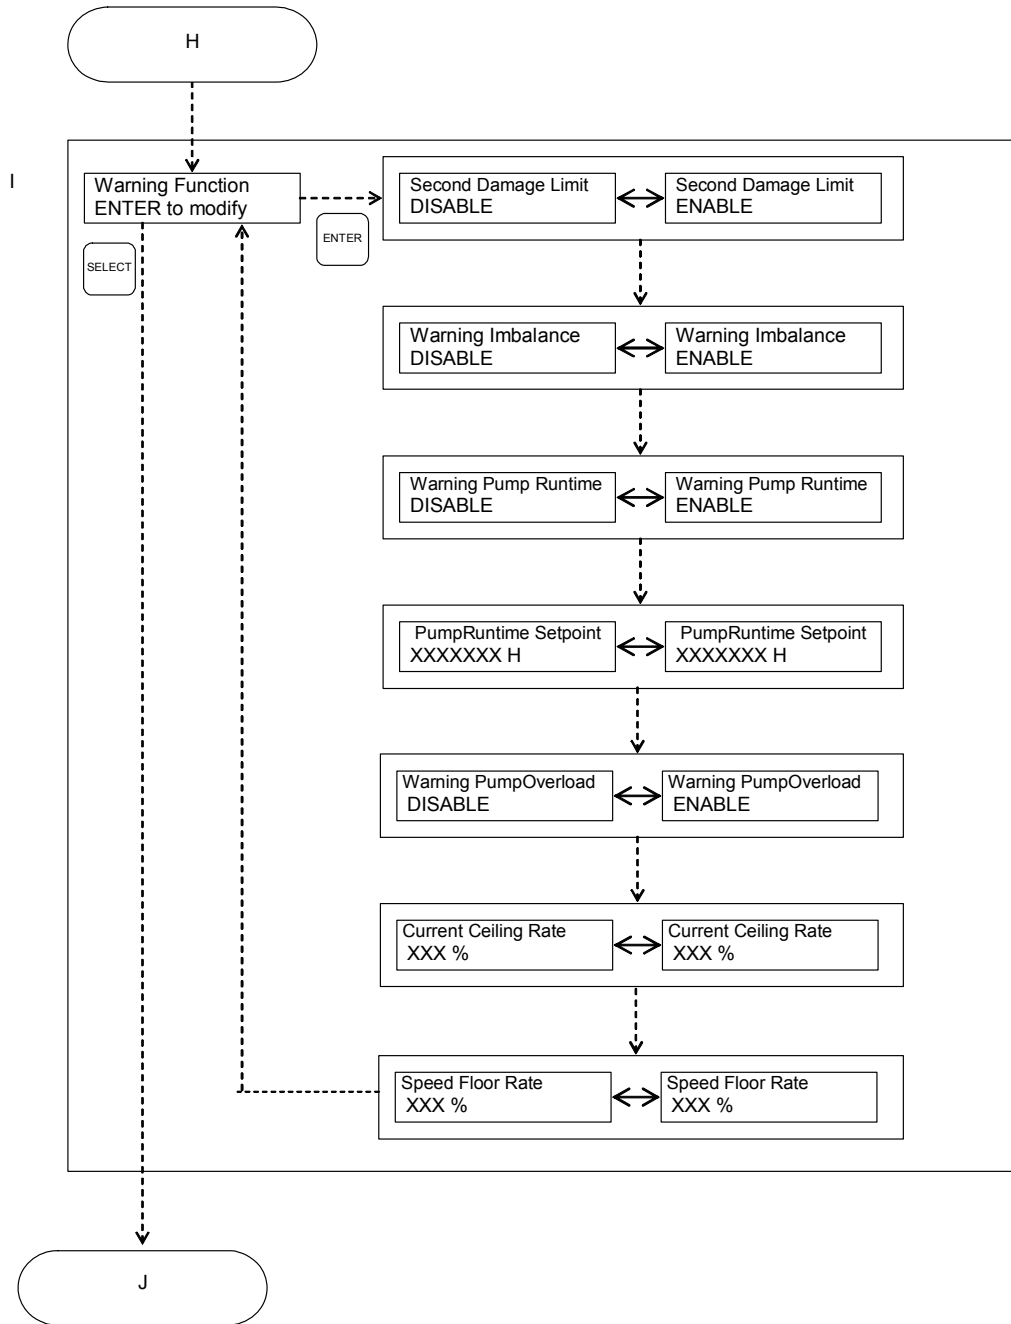 H
I
Warning Function
ENTER to modify
SELECT
ENTER
Second Damage Limit
DISABLE
Second Damage Limit
ENABLE
Warning Imbalance
DISABLE
Warning Imbalance
ENABLE
Warning Pump Runtime
DISABLE
Warning Pump Runtime
ENABLE
PumpRuntime Setpoint
XXXXXXX H
PumpRuntime Setpoint
XXXXXXX H
Warning PumpOverload
DISABLE
Warning PumpOverload
ENABLE
Current Ceiling Rate
XXX %
Current Ceiling Rate
XXX %
Speed Floor Rate
XXX %
Speed Floor Rate
XXX %
J